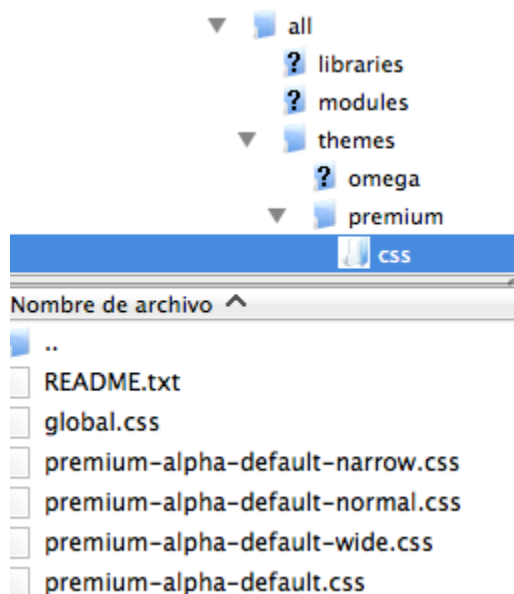 all
libraries
modules
themes
omega
premium
css
Nombre de archivo
..
README.txt
global.css
premium-alpha-default-narrow.css
premium-alpha-default-normal.css
premium-alpha-default-wide.css
premium-alpha-default.css